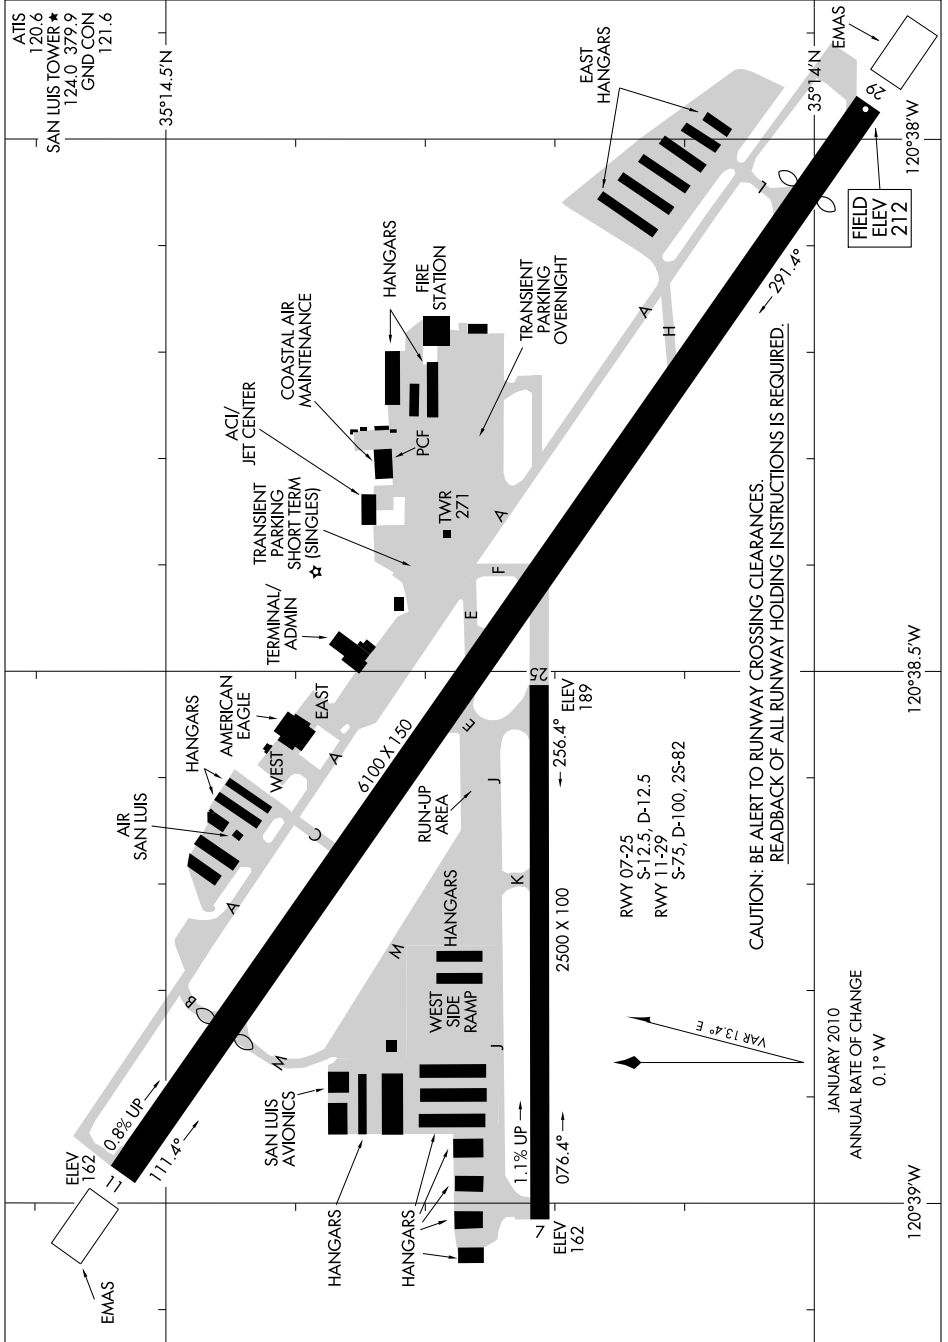 ATIS
120.6
SAN LUIS TOWER ★
124.0 379.9
GND CON
121.6
35°14.5'N
35°14'N
120°38'W
120°38.5'W
120°39'W
EMAS
29
FIELD
ELEV
212
EAST
HANGARS
L
291.4°
A
H
HANGARS
FIRE
STATION
TRANSIENT
PARKING
OVERNIGHT
COASTAL AIR
MAINTENANCE
PCF
ACI/
JET CENTER
TWR
271
A
F
TRANSIENT
PARKING
SHORT TERM
(SINGLES)
TERMINAL/
ADMIN
E
E
25
ELEV
189
256.4°
AMERICAN
EAGLE
EAST
WEST
HANGARS
AIR
SAN LUIS
A
A
C
6100 X 150
RUN-UP
AREA
J
K
2500 X 100
HANGARS
WEST
SIDE
RAMP
M
M
B
J
0.8% UP
111.4°
ELEV
162
11
EMAS
SAN LUIS
AVIONICS
HANGARS
HANGARS
1.1% UP
076.4°
7
ELEV
162
RWY 07-25
S-12.5, D-12.5
RWY 11-29
S-75, D-100, 2S-82
CAUTION: BE ALERT TO RUNWAY CROSSING CLEARANCES.
READBACK OF ALL RUNWAY HOLDING INSTRUCTIONS IS REQUIRED.
VAR 13.4° E
JANUARY 2010
ANNUAL RATE OF CHANGE
0.1° W